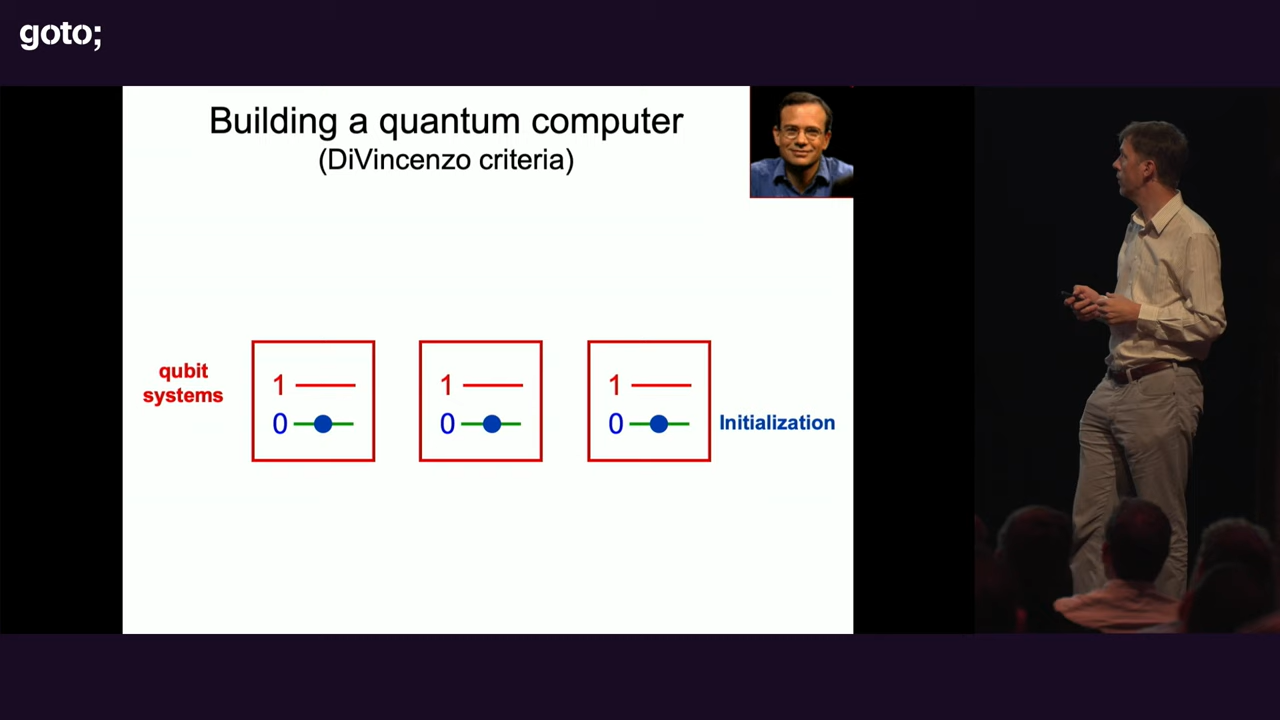 goto;
Building a quantum computer
(DiVincenzo criteria)
qubit
systems
1
0
1
0
1
0
Initialization